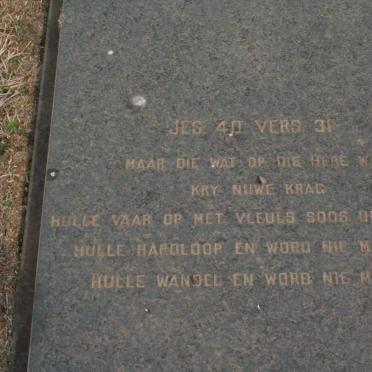 JES 40 VERS 31
MAAR DIE WAT OP DIE HERE W
KRY NUWE KRAG
HULLE VAAR OP MET VLEULS SOOS
HULLE HARDLOOP EN WORD NIE M
HULLE WANDEL EN WORD NIE M